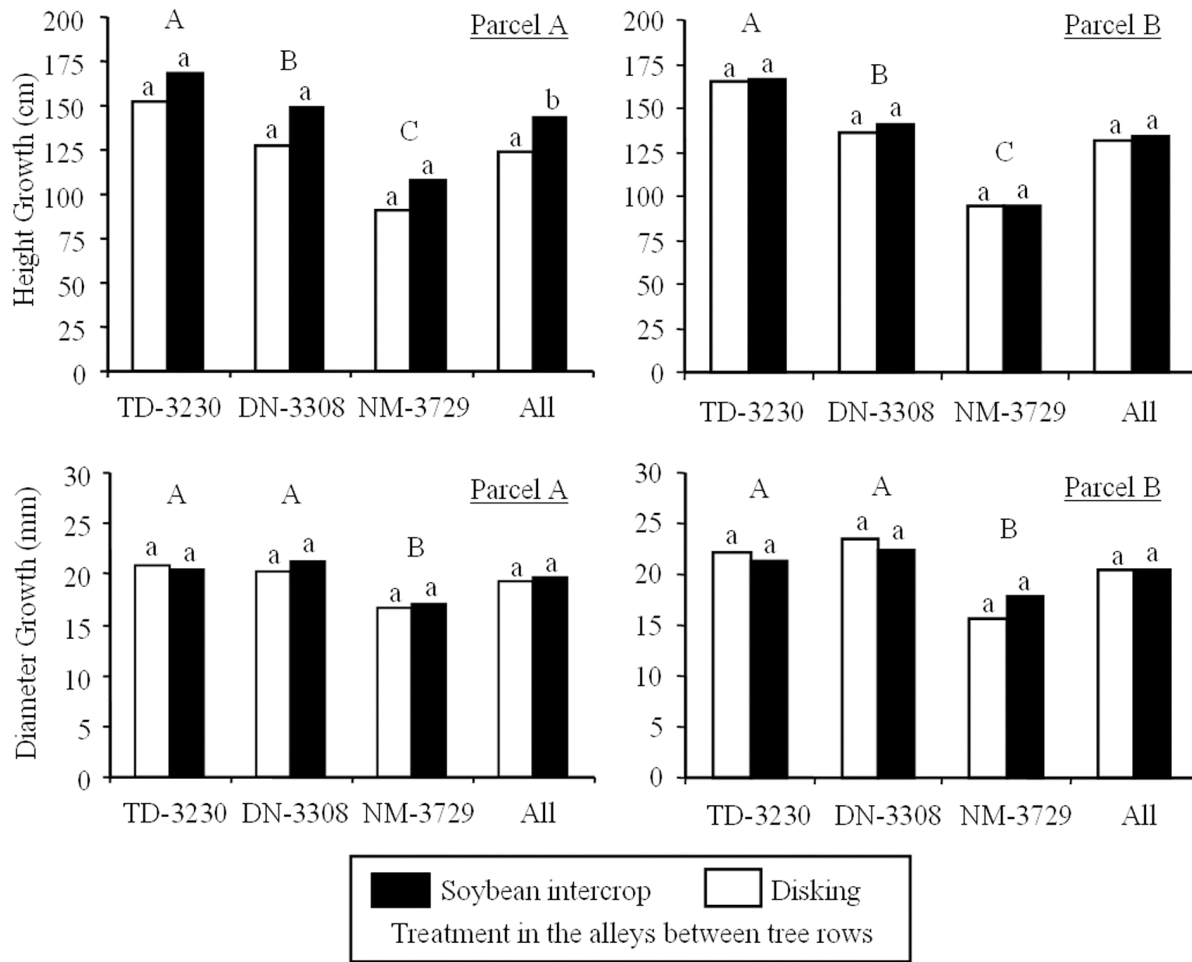 Height Growth (cm)
200
175
150
125
100
75
50
25
0
Parcel A
A
B
C
a a
a a
a a
a b
TD-3230 DN-3308 NM-3729 All
200
175
150
125
100
75
50
25
0
Parcel B
A
B
C
a a
a a
a a
a a
TD-3230 DN-3308 NM-3729 All
Diameter Growth (mm)
30
25
20
15
10
5
0
Parcel A
A
A
B
a a
a a
a a
a a
TD-3230 DN-3308 NM-3729 All
30
25
20
15
10
5
0
Parcel B
A
A
B
a a
a a
a a
a a
TD-3230 DN-3308 NM-3729 All
Soybean intercrop Disking
Treatment in the alleys between tree rows